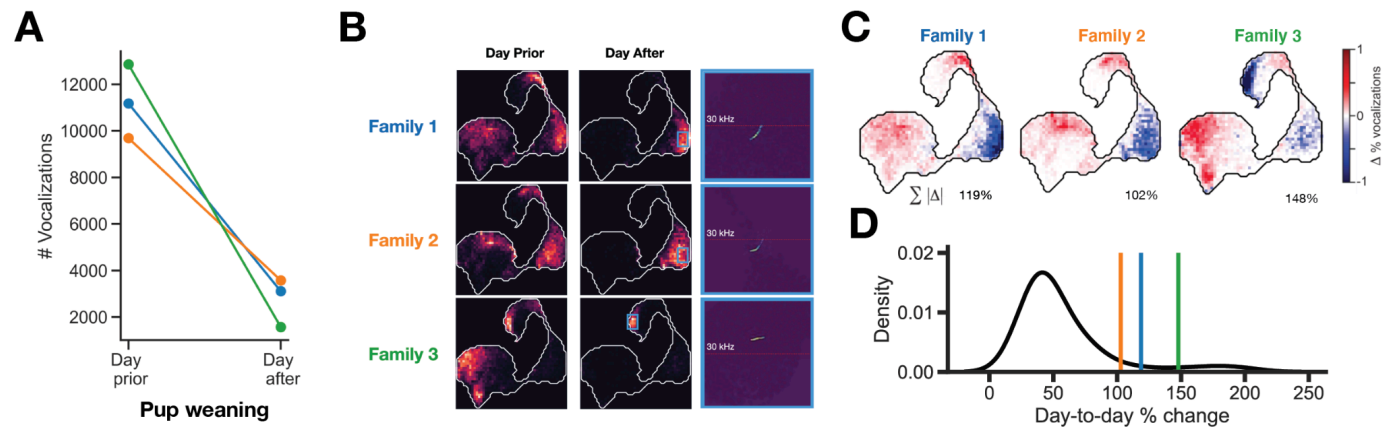 A
# Vocalizations
12000
10000
8000
6000
4000
2000
Day
prior
Day
after
Pup weaning
B
Day Prior
Day After
Family 1
30 kHz
Family 2
30 kHz
Family 3
30 kHz
C
Family 1
Family 2
Family 3
1
0
-1
Δ % vocalizations
∑ |Δ| 119%
102%
148%
D
Density
0.02
0.01
0.00
0
50
100
150
200
250
Day-to-day % change